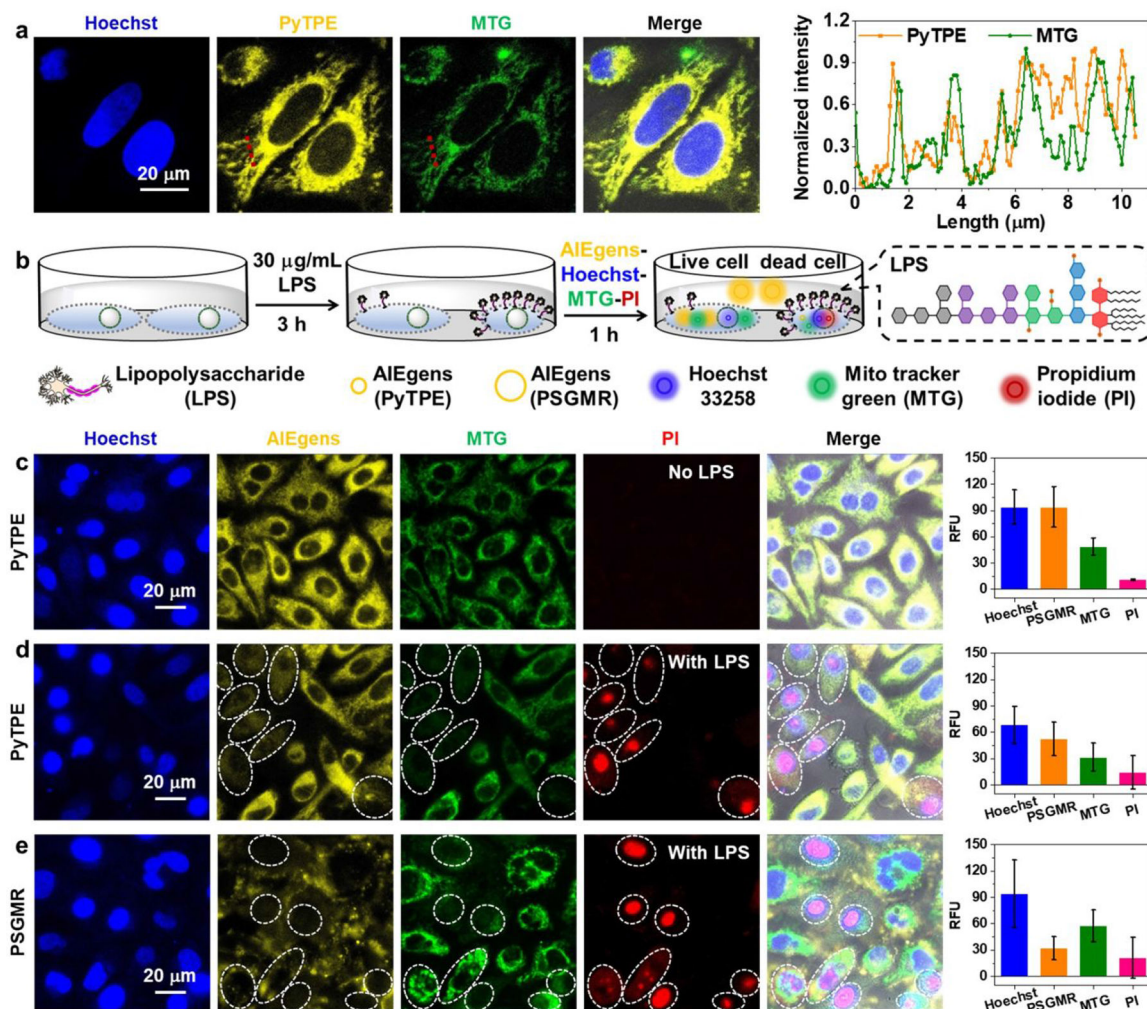 a
Hoechst
PyTPE
MTG
Merge
20 μm
PyTPE
MTG
Normalized intensity
1.2
0.9
0.6
0.3
0.0
0 2 4 6 8 10
Length (μm)
b
30 μg/mL
LPS
3 h
AIEgens-
Hoechst-
MTG-PI
1 h
Live cell dead cell
LPS
Lipopolysaccharide
(LPS)
AIEgens
(PyTPE)
AIEgens
(PSGMR)
Hoechst
33258
Mito tracker
green (MTG)
Propidium
iodide (PI)
Hoechst
AIEgens
MTG
PI
Merge
c
PyTPE
20 μm
No LPS
RFU
150
120
90
60
30
0
Hoechst PSGMR MTG PI
d
PyTPE
20 μm
With LPS
RFU
150
120
90
60
30
0
Hoechst PSGMR MTG PI
e
PSGMR
20 μm
With LPS
RFU
150
120
90
60
30
0
Hoechst PSGMR MTG PI